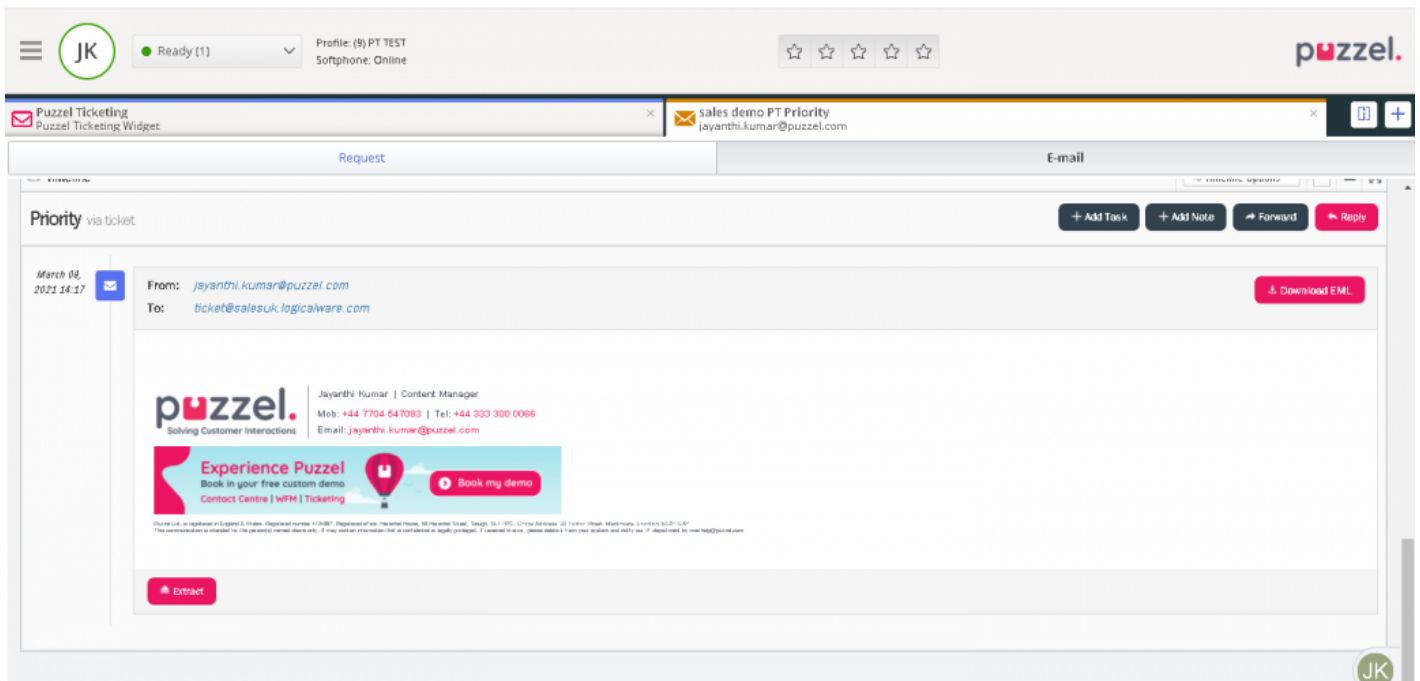 JK
Ready (1)
Profile: (9) PT TEST
Softphone: Online
puzzel.
Puzzel Ticketing
Puzzel Ticketing Widget
sales demo PT Priority
jayanthi.kumar@puzzel.com
Request
E-mail
Timeline
Timeline Options
Priority via ticket
+ Add Task
+ Add Note
Forward
Reply
March 08,
2021 14:17
From: jayanthi.kumar@puzzel.com
To: ticket@salesuk.logicalware.com
Download EML
puzzel.
Solving Customer Interactions
Jayanthi Kumar | Content Manager
Mob: +44 7704 547083 | Tel: +44 333 300 0066
Email: jayanthi.kumar@puzzel.com
Experience Puzzel
Book in your free custom demo
Contact Centre | WFM | Ticketing
Book my demo
Extract
JK